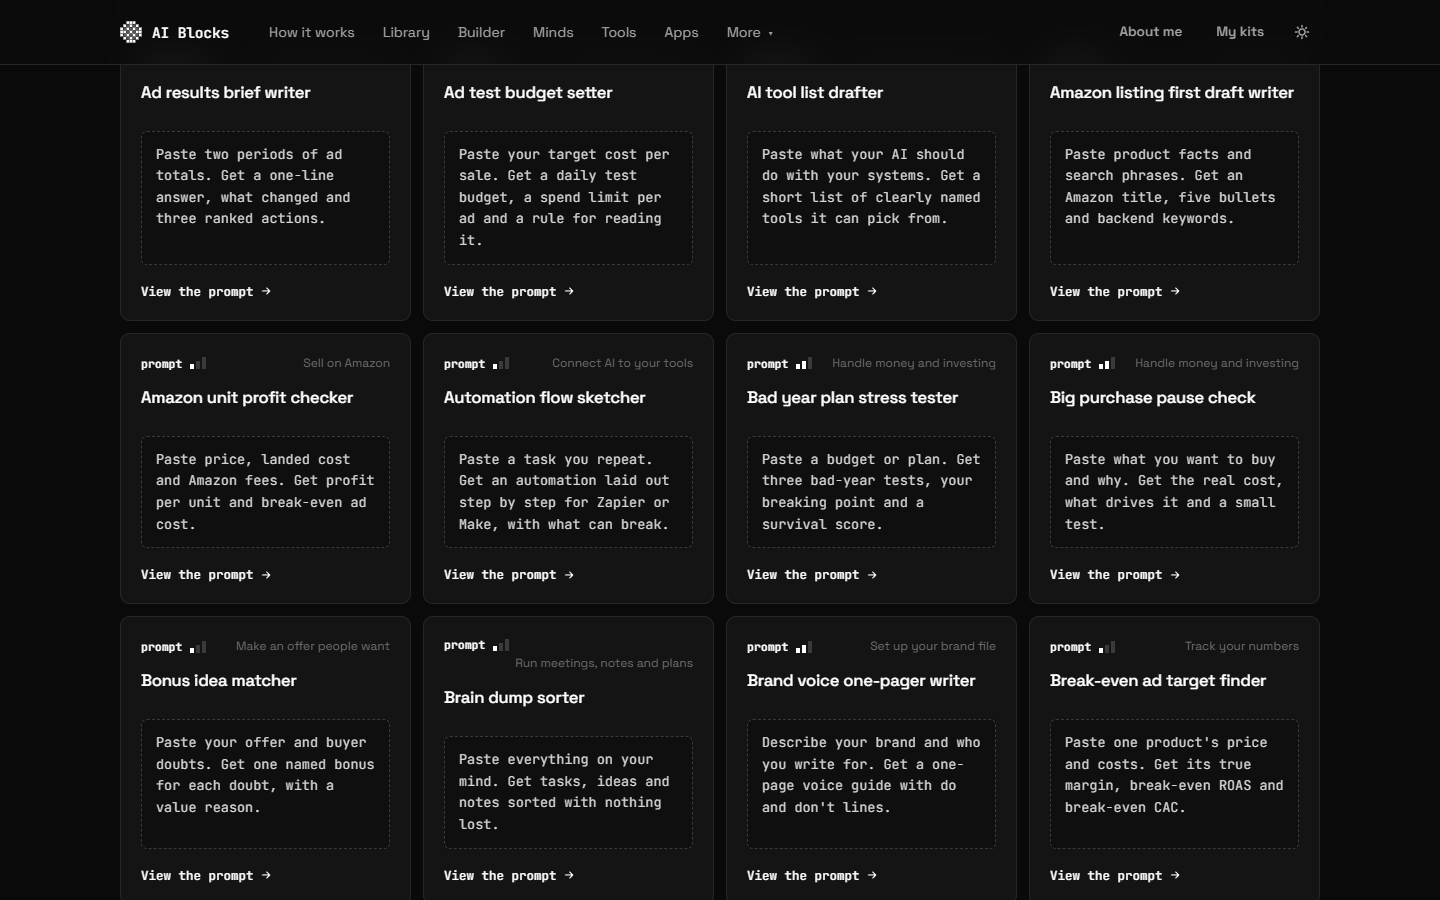 AI Blocks
How it works
Library
Builder
Minds
Tools
Apps
More
About me
My kits
Ad results brief writer
Paste two periods of ad
totals. Get a one-line
answer, what changed and
three ranked actions.
View the prompt →
Ad test budget setter
Paste your target cost per
sale. Get a daily test
budget, a spend limit per
ad and a rule for reading
it.
View the prompt →
AI tool list drafter
Paste what your AI should
do with your systems. Get a
short list of clearly named
tools it can pick from.
View the prompt →
Amazon listing first draft writer
Paste product facts and
search phrases. Get an
Amazon title, five bullets
and backend keywords.
View the prompt →
prompt
Sell on Amazon
Amazon unit profit checker
Paste price, landed cost
and Amazon fees. Get profit
per unit and break-even ad
cost.
View the prompt →
prompt
Connect AI to your tools
Automation flow sketcher
Paste a task you repeat.
Get an automation laid out
step by step for Zapier or
Make, with what can break.
View the prompt →
prompt
Handle money and investing
Bad year plan stress tester
Paste a budget or plan. Get
three bad-year tests, your
breaking point and a
survival score.
View the prompt →
prompt
Handle money and investing
Big purchase pause check
Paste what you want to buy
and why. Get the real cost,
what drives it and a small
test.
View the prompt →
prompt
Make an offer people want
Bonus idea matcher
Paste your offer and buyer
doubts. Get one named bonus
for each doubt, with a
value reason.
View the prompt →
prompt
Run meetings, notes and plans
Brain dump sorter
Paste everything on your
mind. Get tasks, ideas and
notes sorted with nothing
lost.
View the prompt →
prompt
Set up your brand file
Brand voice one-pager writer
Describe your brand and who
you write for. Get a one-
page voice guide with do
and don't lines.
View the prompt →
prompt
Track your numbers
Break-even ad target finder
Paste one product's price
and costs. Get its true
margin, break-even ROAS and
break-even CAC.
View the prompt →